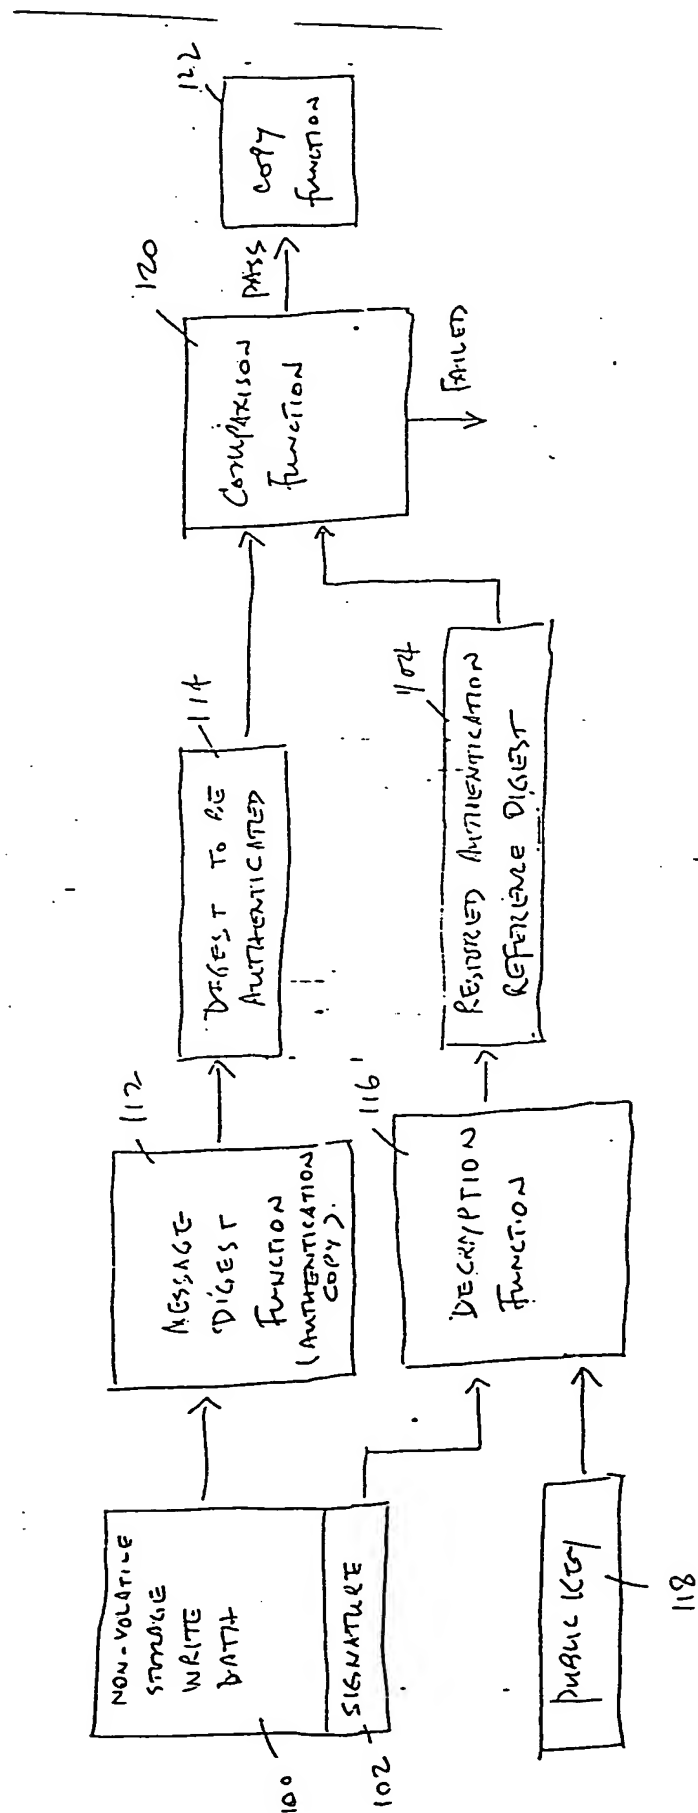 NON-VOLATILE
STORAGE
WRITE
DATA
100
SIGNATURE
102
PUBLIC KEY
118
MESSAGE
DIGEST
FUNCTION
(AUTHENTICATION
COPY).
112
DECRYPTION
FUNCTION
116
DIGEST TO BE
AUTHENTICATED
114
RESTORED AUTHENTICATION
REFERENCE DIGEST
104
COMPARISON
FUNCTION
120
PASS
FAILED
COPY
FUNCTION
122